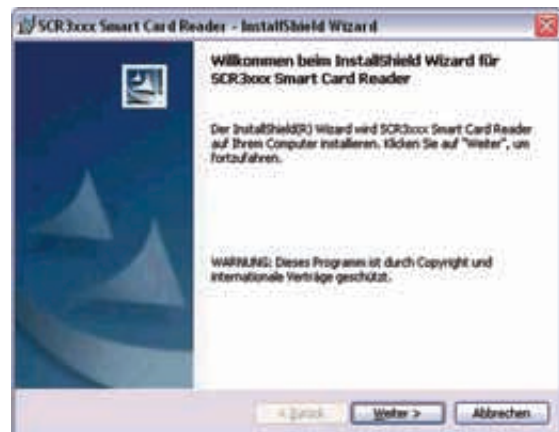 SCR3xxx Smart Card Reader - InstallShield Wizard
Willkommen beim InstallShield Wizard für
SCR3xxx Smart Card Reader
Der InstallShield(R) Wizard wird SCR3xxx Smart Card Reader
auf Ihrem Computer installieren. Klicken Sie auf "Weiter", um
fortzufahren.
WARNUNG: Dieses Programm ist durch Copyright und
internationale Verträge geschützt.
< Zurück Weiter > Abbrechen